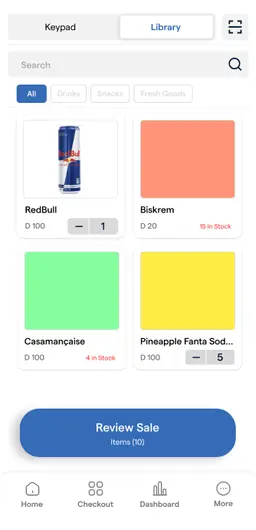 Keypad
Library
Search
All
Drinks
Snacks
Fresh Goods
RedBull
RedBull
D 100
1
Biskrem
D 20
15 in Stock
Casamançaise
D 100
4 in Stock
Pineapple Fanta Sod...
D 100
5
Review Sale
Items (10)
Home
Checkout
Dashboard
More